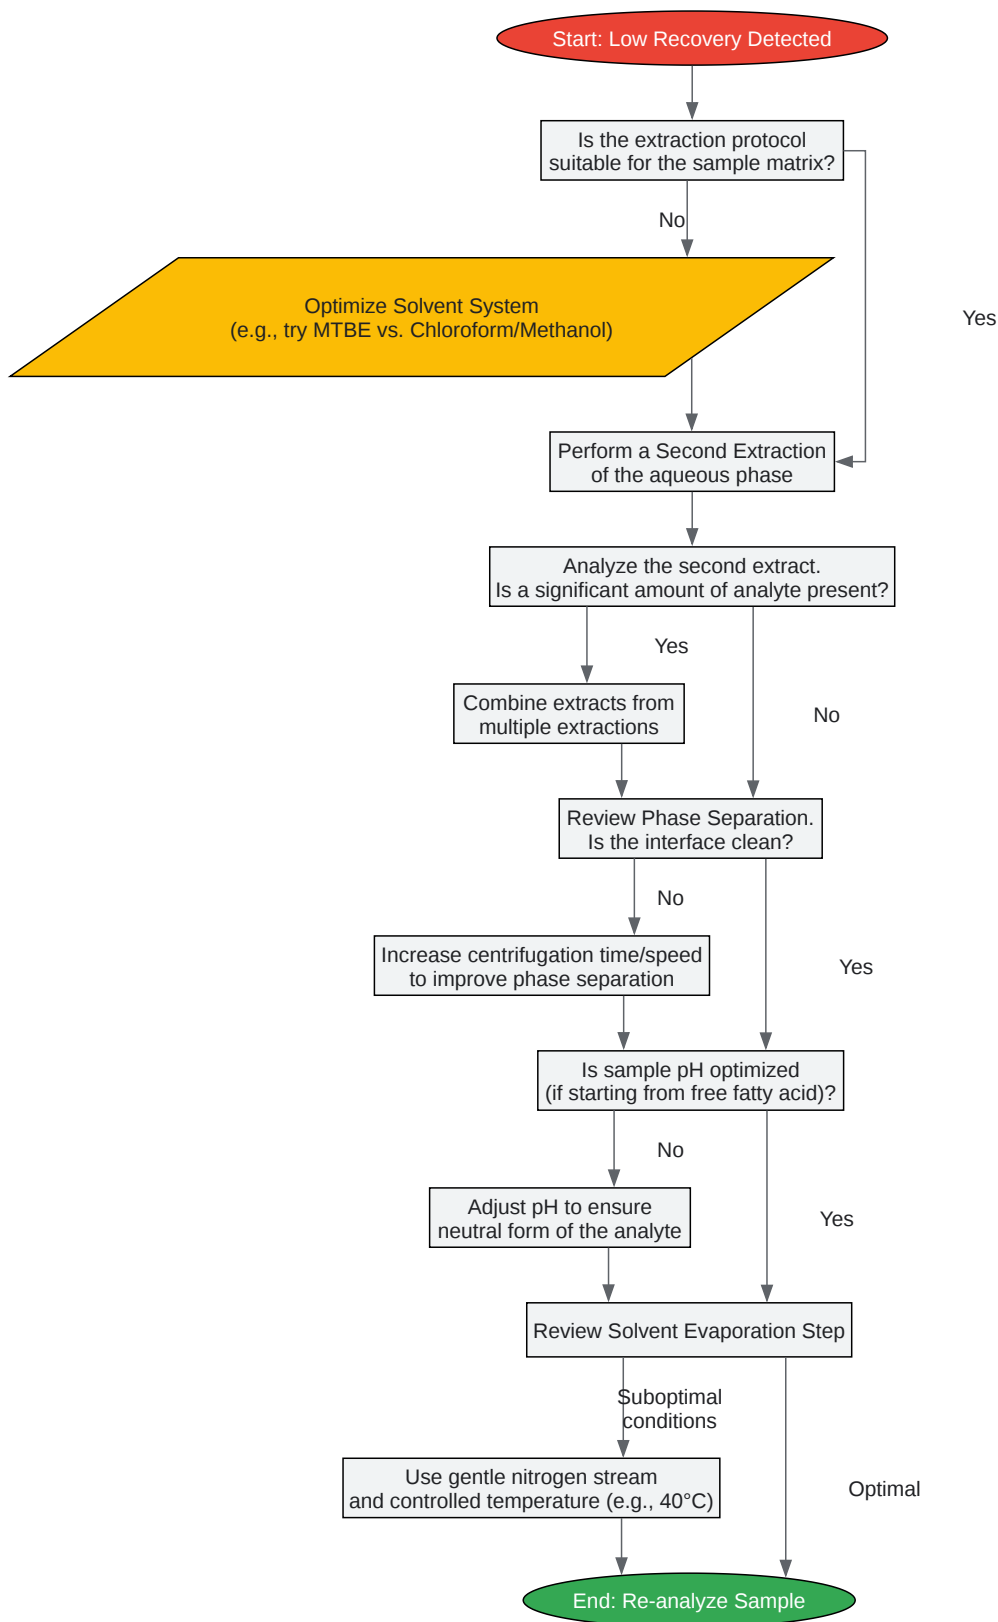 Start: Low Recovery Detected
Is the extraction protocol
suitable for the sample matrix?
No
Optimize Solvent System
(e.g., try MTBE vs. Chloroform/Methanol)
Yes
Perform a Second Extraction
of the aqueous phase
Analyze the second extract.
Is a significant amount of analyte present?
Yes
Combine extracts from
multiple extractions
No
Review Phase Separation.
Is the interface clean?
No
Increase centrifugation time/speed
to improve phase separation
Yes
Is sample pH optimized
(if starting from free fatty acid)?
No
Adjust pH to ensure
neutral form of the analyte
Yes
Review Solvent Evaporation Step
Suboptimal
conditions
Use gentle nitrogen stream
and controlled temperature (e.g., 40°C)
Optimal
End: Re-analyze Sample